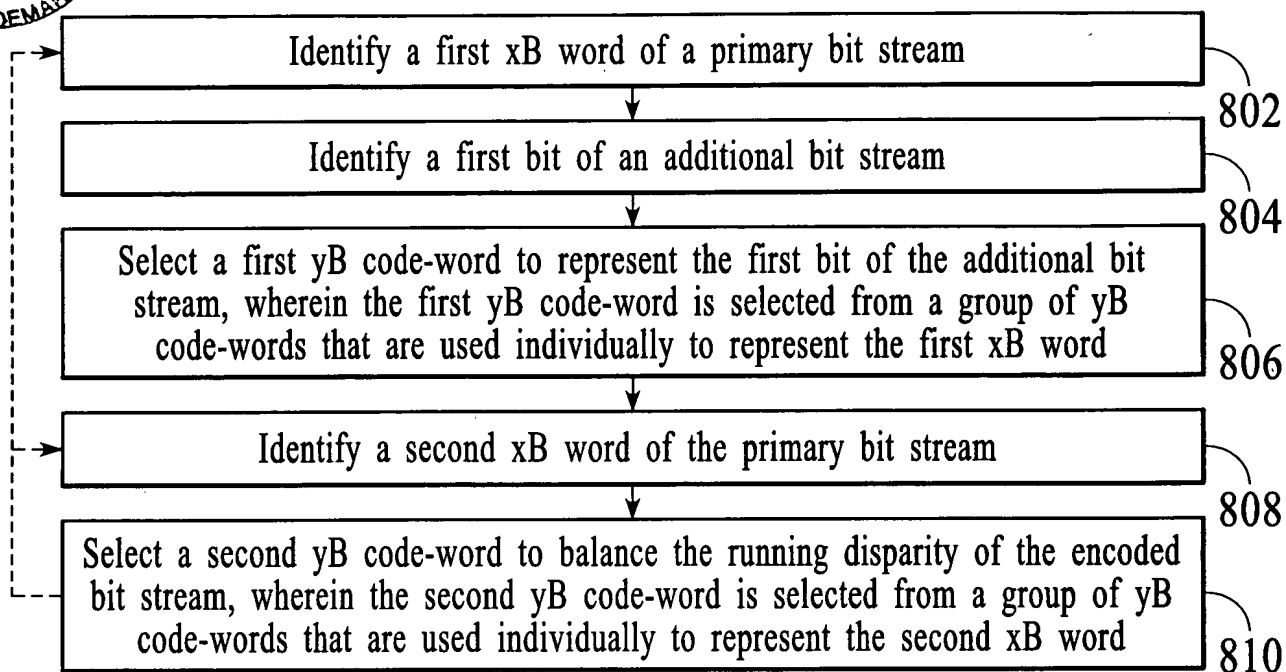 Identify a first xB word of a primary bit stream
802
Identify a first bit of an additional bit stream
804
Select a first yB code-word to represent the first bit of the additional bit
stream, wherein the first yB code-word is selected from a group of yB
code-words that are used individually to represent the first xB word
806
Identify a second xB word of the primary bit stream
808
Select a second yB code-word to balance the running disparity of the encoded
bit stream, wherein the second yB code-word is selected from a group of yB
code-words that are used individually to represent the second xB word
810